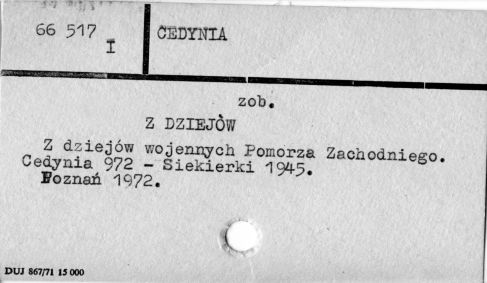 66 517
I
CEDYNIA
zob.
Z DZIEJÓW
Z dziejów wojennych Pomorza Zachodniego.
Cedynia 972 - Siekierki 1945.
Poznań 1972.
DUJ 867/71 15 000